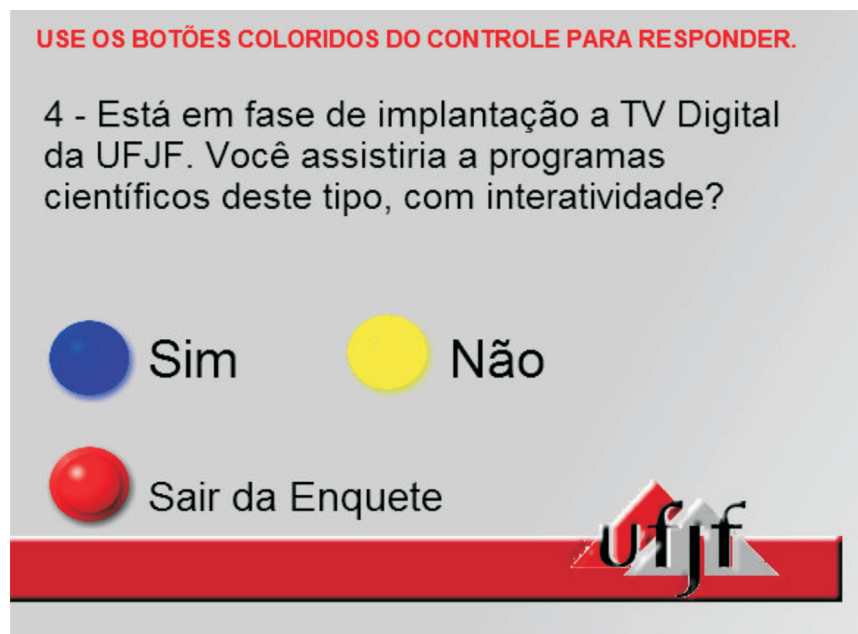 USE OS BOTÕES COLORIDOS DO CONTROLE PARA RESPONDER.
4 - Está em fase de implantação a TV Digital
da UFJF. Você assistiria a programas
científicos deste tipo, com interatividade?
Sim
Não
Sair da Enquete
ufjf